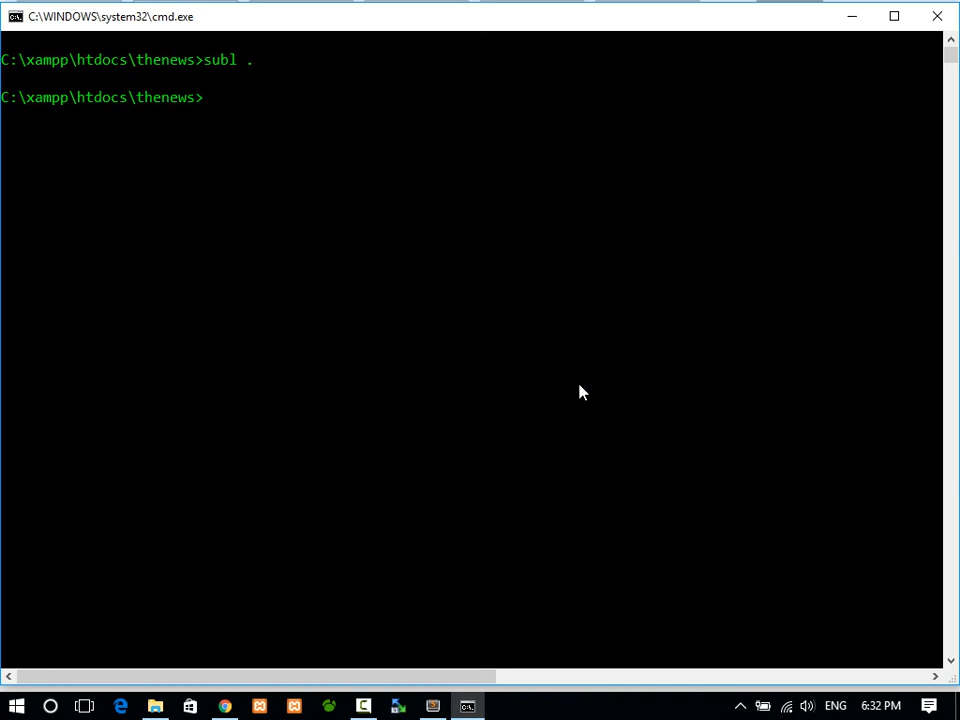 C:\WINDOWS\system32\cmd.exe
C:\xampp\htdocs\thenews>subl .
C:\xampp\htdocs\thenews>
ENG
6:32 PM